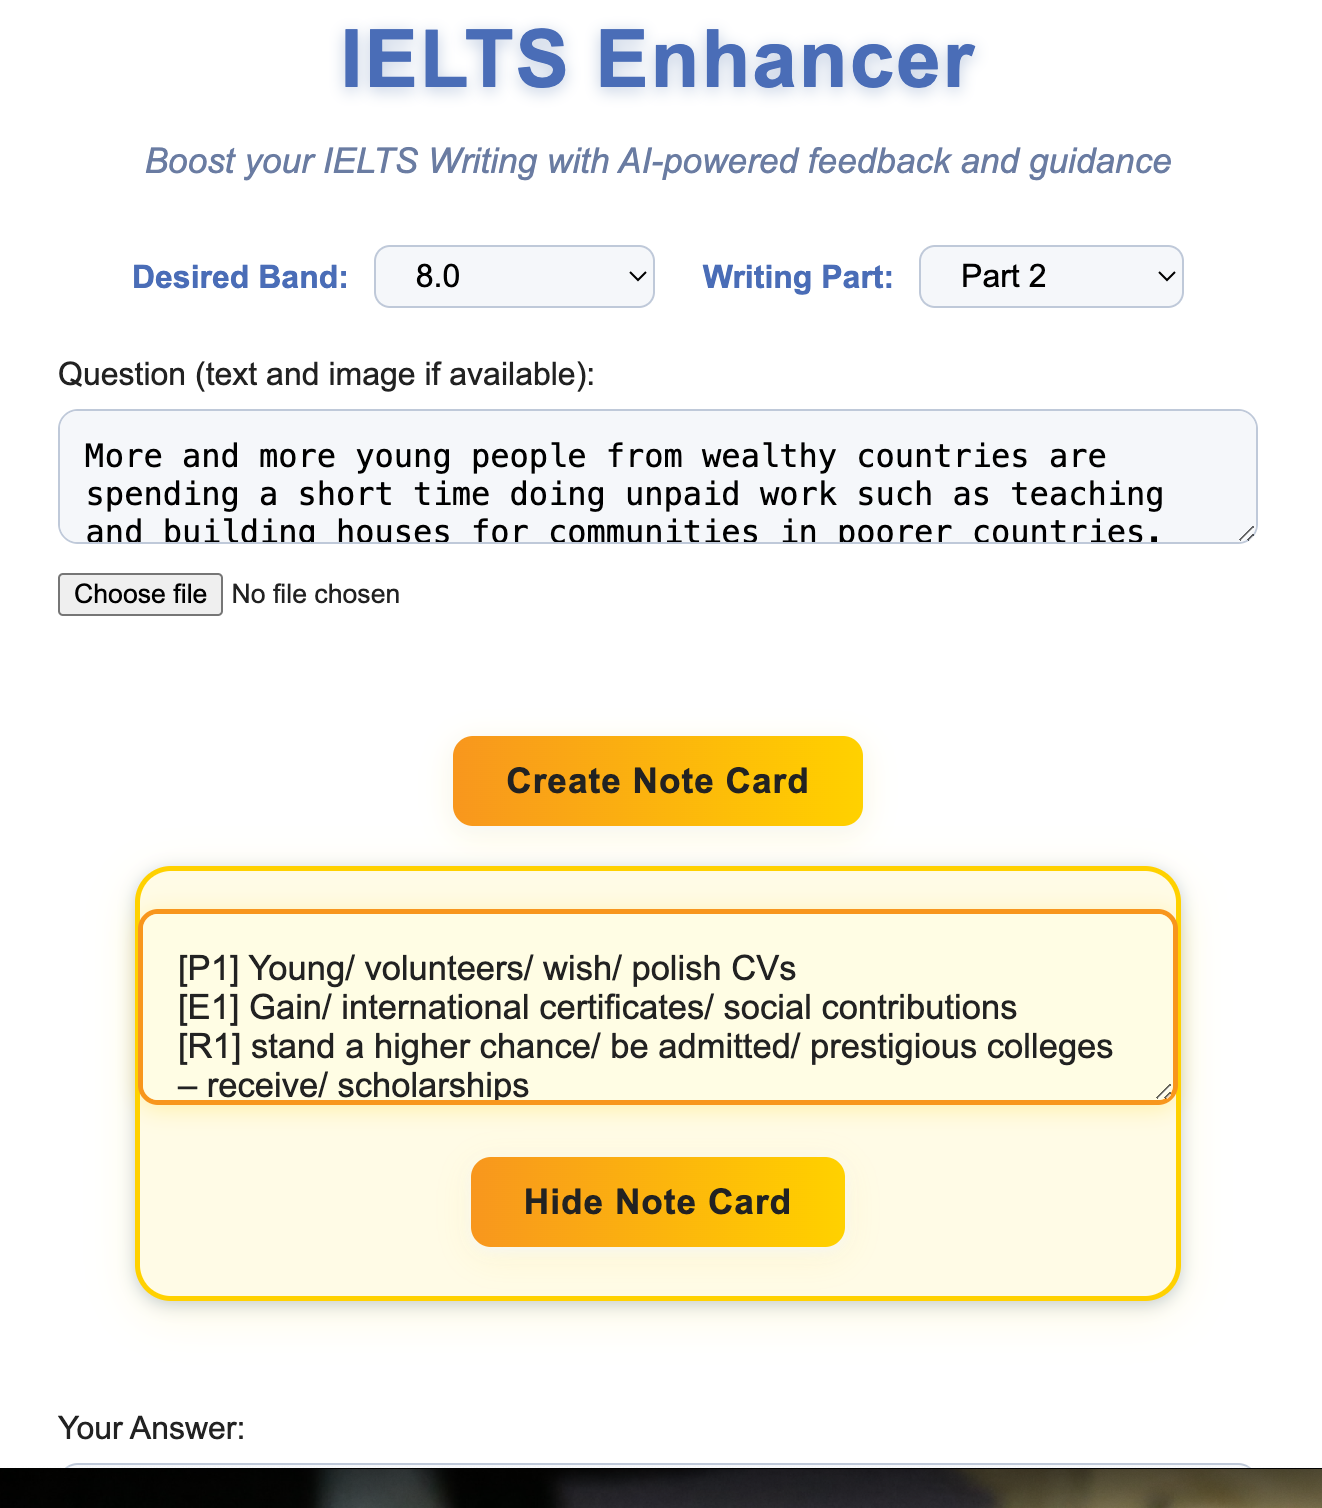 IELTS Enhancer
Boost your IELTS Writing with AI-powered feedback and guidance
Desired Band: 8.0 Writing Part: Part 2
Question (text and image if available):
More and more young people from wealthy countries are
spending a short time doing unpaid work such as teaching
and building houses for communities in poorer countries.
Choose file No file chosen
Create Note Card
[P1] Young/ volunteers/ wish/ polish CVs
[E1] Gain/ international certificates/ social contributions
[R1] stand a higher chance/ be admitted/ prestigious colleges
– receive/ scholarships
Hide Note Card
Your Answer: